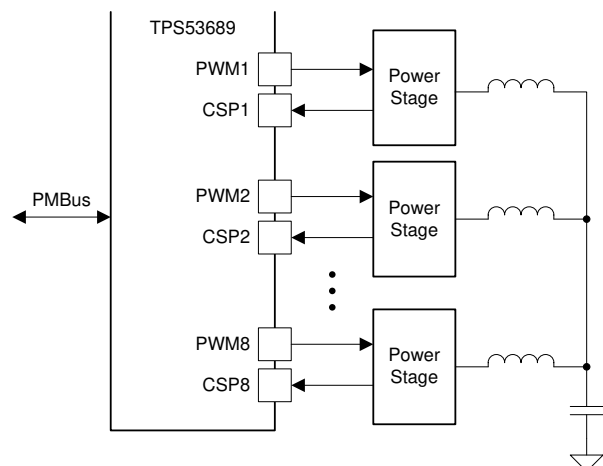 TPS53689
PWM1
CSP1
Power
Stage
PMBus
PWM2
CSP2
Power
Stage
PWM8
CSP8
Power
Stage